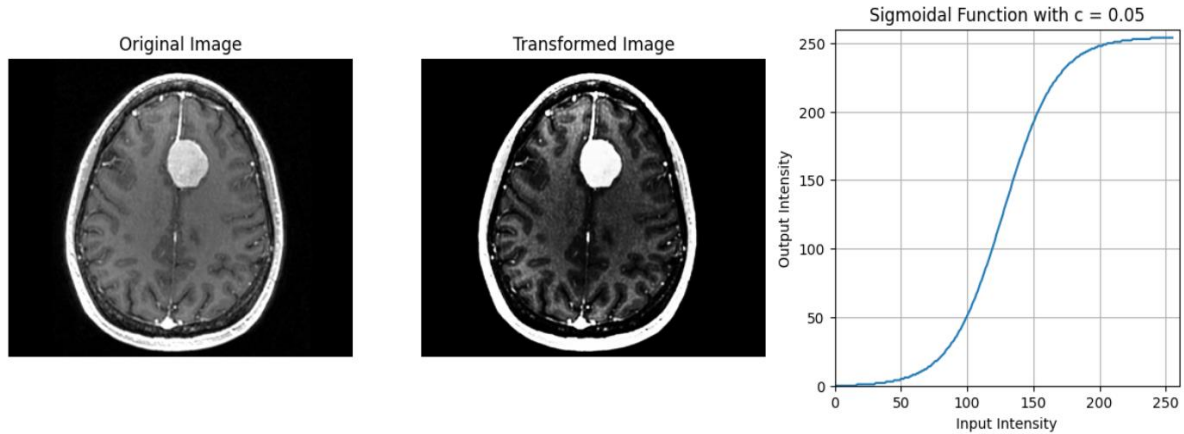 Original Image
Transformed Image
Sigmoidal Function with c = 0.05
Output Intensity
250
200
150
100
50
0
0 50 100 150 200 250
Input Intensity